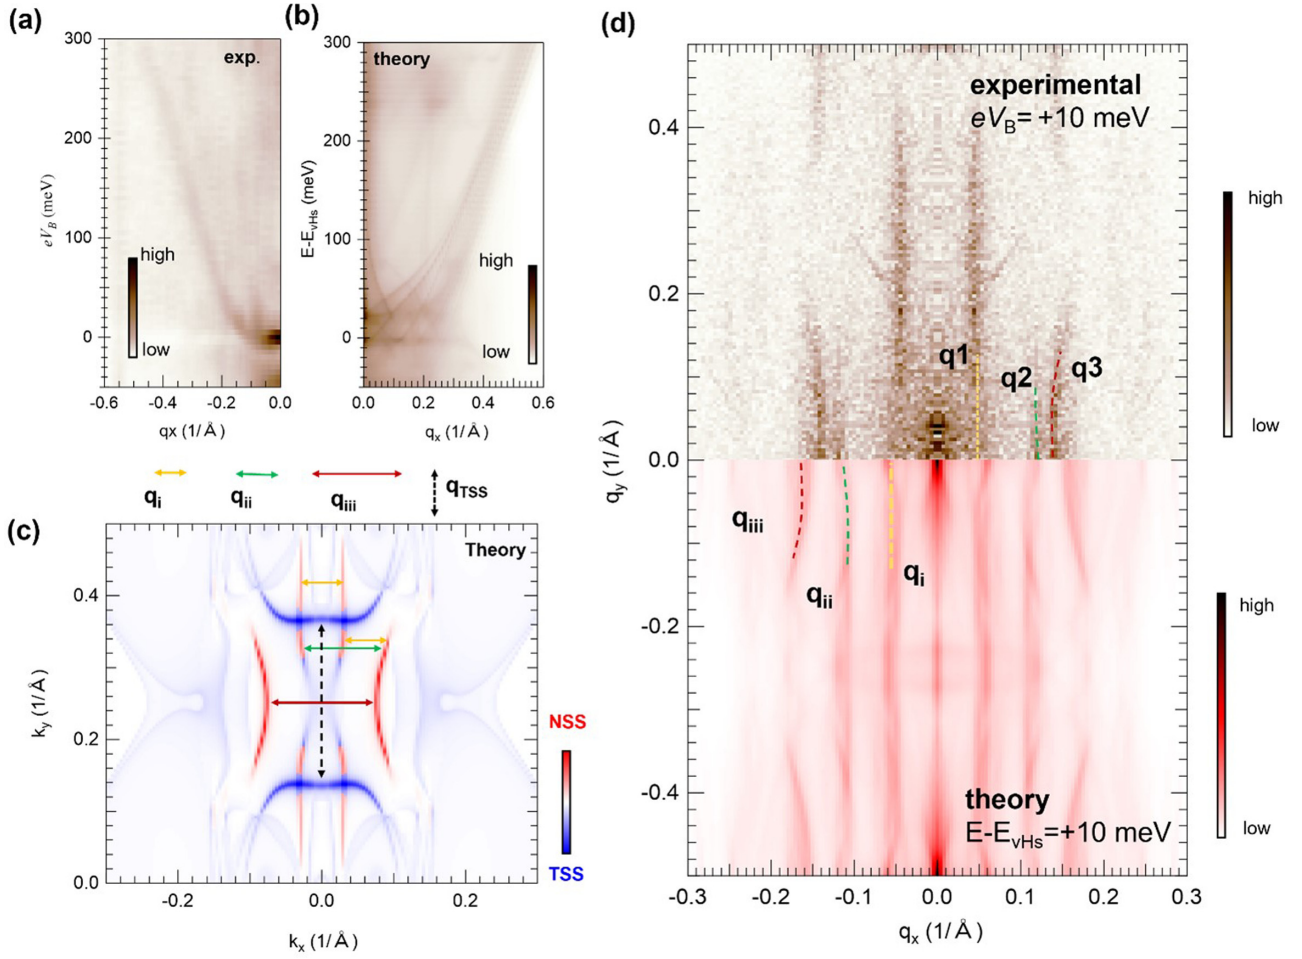 (a)
exp.
300
200
100
0
eV_B (meV)
high
low
-0.6
-0.4
-0.2
0.0
qx (1/Å)
(b)
theory
300
200
100
0
E-E_vHs (meV)
high
low
0.0
0.2
0.4
0.6
q_x (1/Å)
q_i
q_ii
q_iii
q_TSS
(c)
Theory
0.4
0.2
0.0
k_y (1/Å)
-0.2
0.0
0.2
k_x (1/Å)
NSS
TSS
(d)
experimental
eV_B= +10 meV
0.4
0.2
0.0
-0.2
-0.4
q_y (1/Å)
q1
q2
q3
q_iii
q_ii
q_i
theory
E-E_vHs=+10 meV
-0.3
-0.2
-0.1
0.0
0.1
0.2
0.3
q_x (1/Å)
high
low
high
low